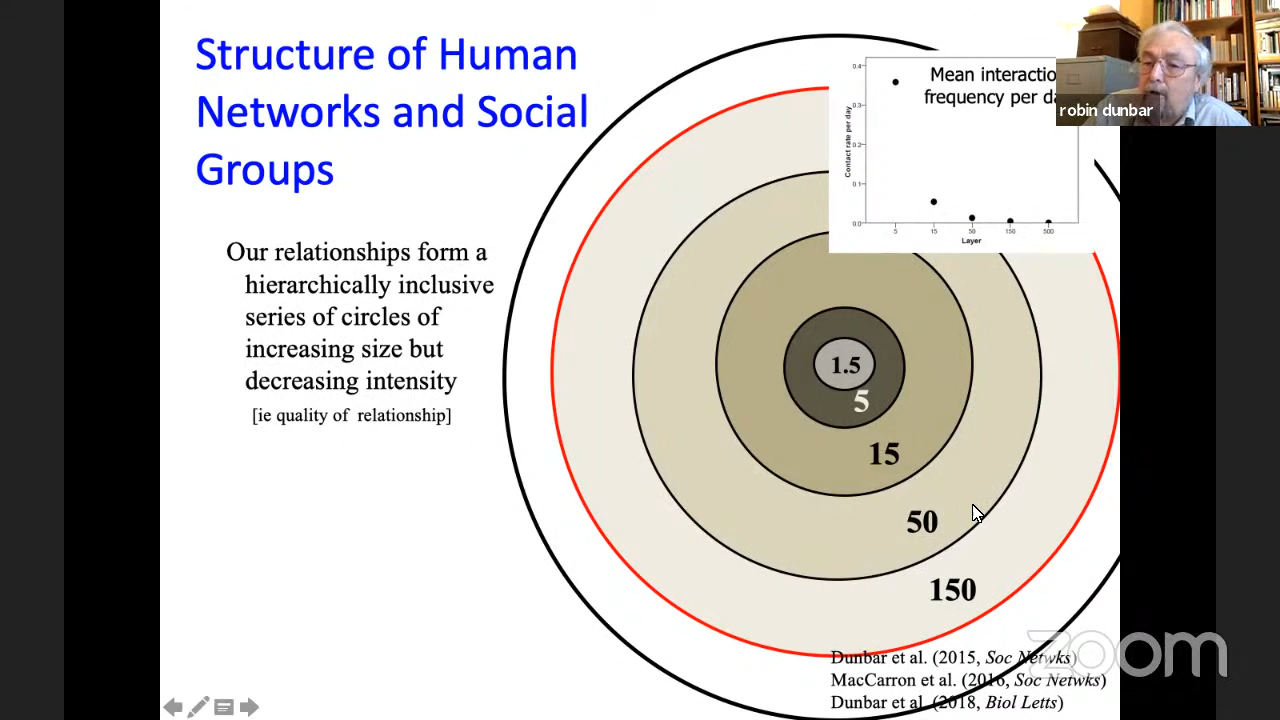 Structure of Human
Networks and Social
Groups
Our relationships form a
hierarchically inclusive
series of circles of
increasing size but
decreasing intensity
[ie quality of relationship]
Mean interactio
frequency per da
robin dunbar
Contact rate per day
0.4
0.3
0.2
0.1
0.0
5 15 50 150 500
Layer
1.5
5
15
50
150
Dunbar et al. (2015, Soc Netwks)
MacCarron et al. (2016, Soc Netwks)
Dunbar et al. (2018, Biol Letts)
zoom